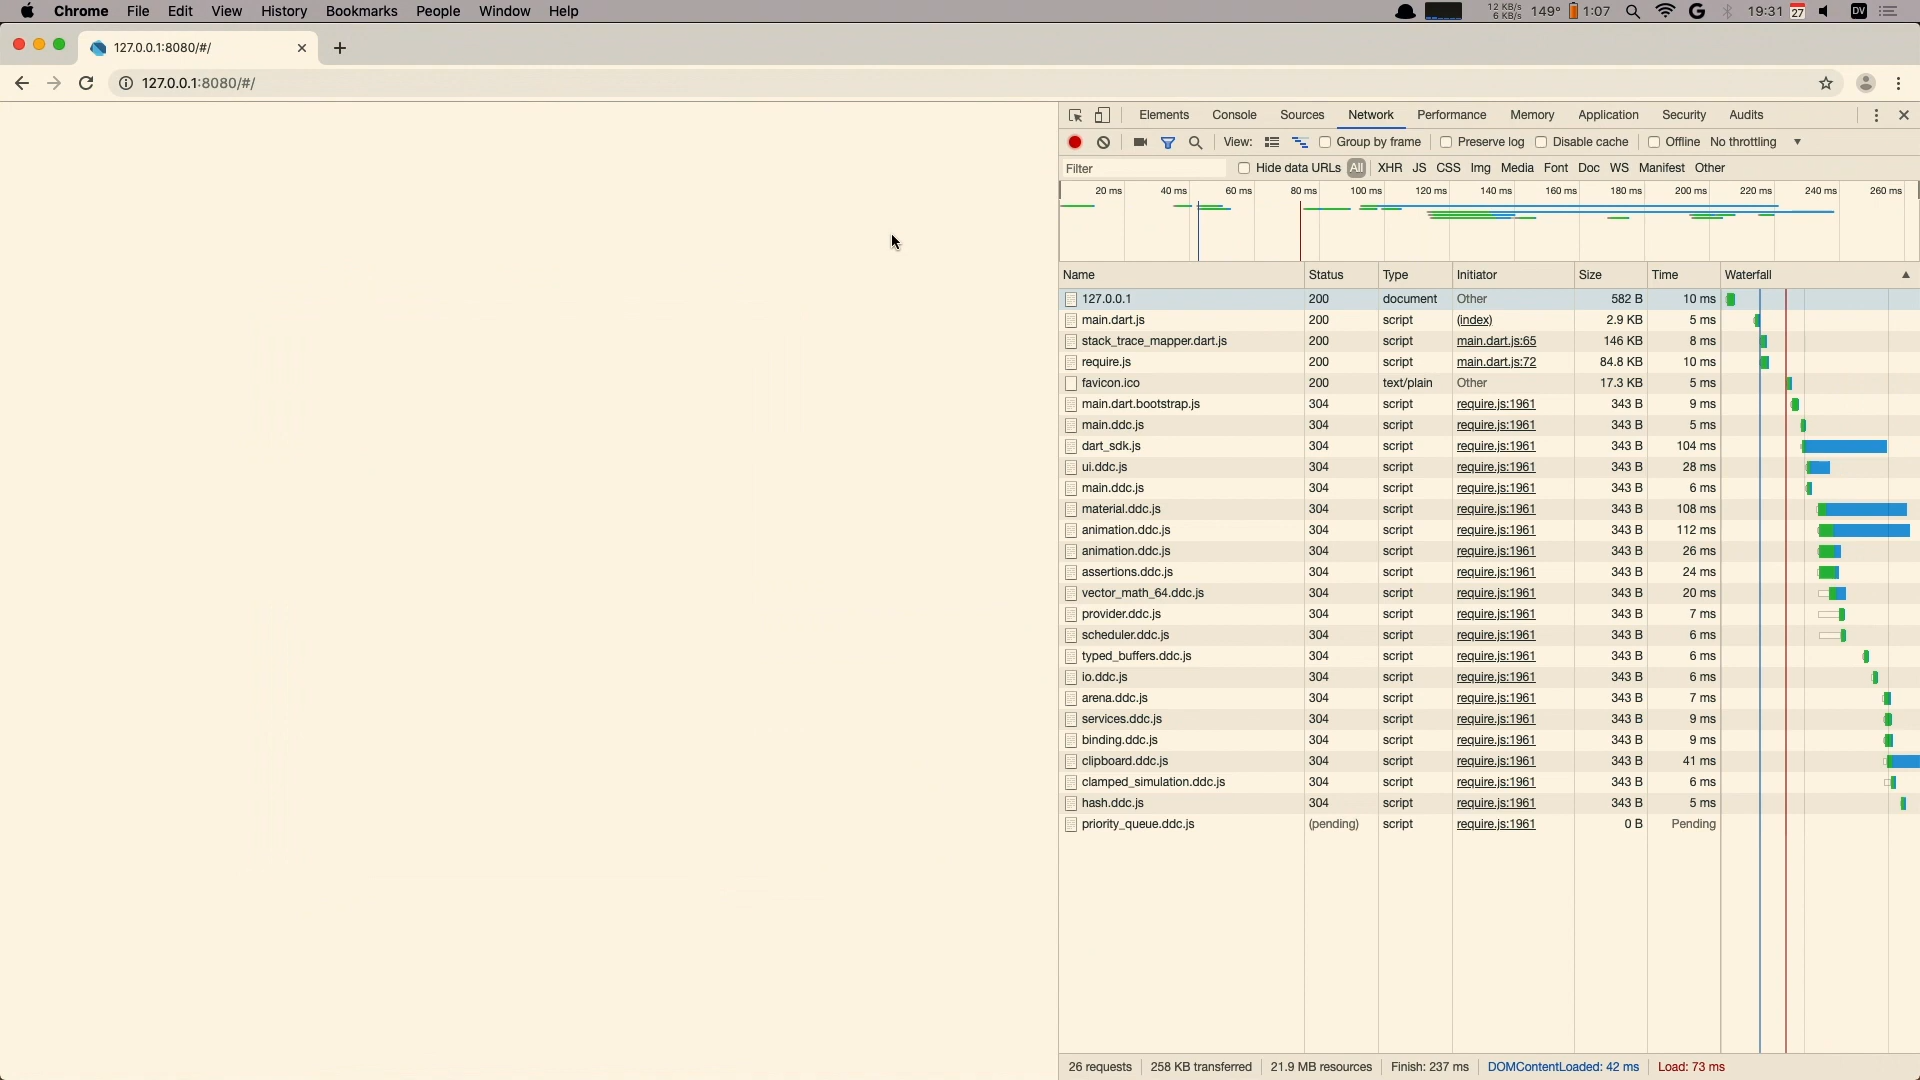 Chrome File Edit View History Bookmarks People Window Help 12 KB/s 6 KB/s 149° 1:07 19:31 27 DV
127.0.0.1:8080/#/
127.0.0.1:8080/#/
Elements Console Sources Network Performance Memory Application Security Audits
View: Group by frame Preserve log Disable cache Offline No throttling
Filter Hide data URLs All XHR JS CSS Img Media Font Doc WS Manifest Other
20 ms 40 ms 60 ms 80 ms 100 ms 120 ms 140 ms 160 ms 180 ms 200 ms 220 ms 240 ms 260 ms
Name Status Type Initiator Size Time Waterfall
127.0.0.1 200 document Other 582 B 10 ms
main.dart.js 200 script (index) 2.9 KB 5 ms
stack_trace_mapper.dart.js 200 script main.dart.js:65 146 KB 8 ms
require.js 200 script main.dart.js:72 84.8 KB 10 ms
favicon.ico 200 text/plain Other 17.3 KB 5 ms
main.dart.bootstrap.js 304 script require.js:1961 343 B 9 ms
main.ddc.js 304 script require.js:1961 343 B 5 ms
dart_sdk.js 304 script require.js:1961 343 B 104 ms
ui.ddc.js 304 script require.js:1961 343 B 28 ms
main.ddc.js 304 script require.js:1961 343 B 6 ms
material.ddc.js 304 script require.js:1961 343 B 108 ms
animation.ddc.js 304 script require.js:1961 343 B 112 ms
animation.ddc.js 304 script require.js:1961 343 B 26 ms
assertions.ddc.js 304 script require.js:1961 343 B 24 ms
vector_math_64.ddc.js 304 script require.js:1961 343 B 20 ms
provider.ddc.js 304 script require.js:1961 343 B 7 ms
scheduler.ddc.js 304 script require.js:1961 343 B 6 ms
typed_buffers.ddc.js 304 script require.js:1961 343 B 6 ms
io.ddc.js 304 script require.js:1961 343 B 6 ms
arena.ddc.js 304 script require.js:1961 343 B 7 ms
services.ddc.js 304 script require.js:1961 343 B 9 ms
binding.ddc.js 304 script require.js:1961 343 B 9 ms
clipboard.ddc.js 304 script require.js:1961 343 B 41 ms
clamped_simulation.ddc.js 304 script require.js:1961 343 B 6 ms
hash.ddc.js 304 script require.js:1961 343 B 5 ms
priority_queue.ddc.js (pending) script require.js:1961 0 B Pending
26 requests 258 KB transferred 21.9 MB resources Finish: 237 ms DOMContentLoaded: 42 ms Load: 73 ms